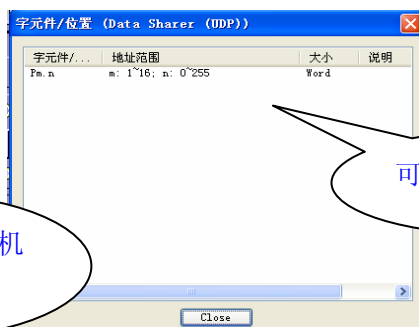 字元件/位置 (Data Sharer (UDP))
字元件/... 地址范围 大小 说明
Pm.n m: 1~16; n: 0~255 Word
可
机
Close